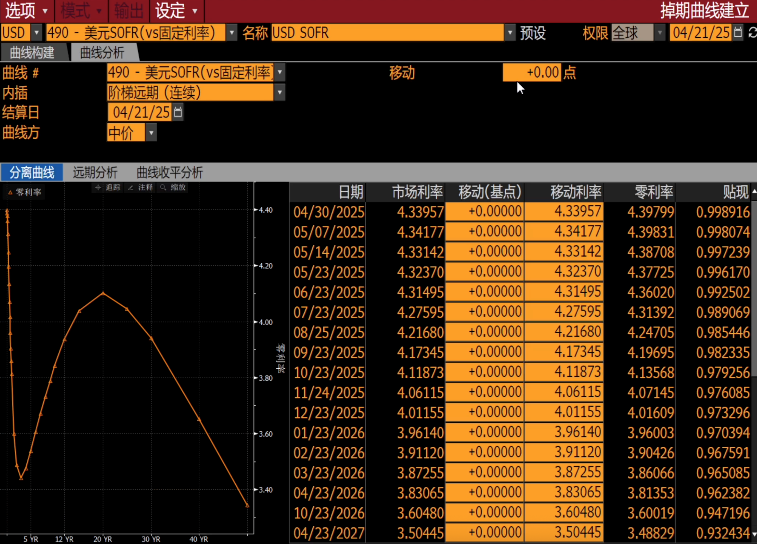 选项 模式 输出 设定 掉期曲线建立
USD 490 - 美元SOFR(vs固定利率) 名称 USD SOFR 预设 权限 全球 04/21/25
曲线构建 曲线分析
曲线 # 490 - 美元SOFR(vs固定利率) 移动 +0.00 点
内插 阶梯远期 (连续)
结算日 04/21/25
曲线方 中价
分离曲线 远期分析 曲线收平分析
零利率 追踪 注释 缩放
4.40
4.20
4.00
3.80
3.60
3.40
零利率
5 YR 12 YR 20 YR 30 YR 40 YR
日期 市场利率 移动(基点) 移动利率 零利率 贴现
04/30/2025 4.33957 +0.00000 4.33957 4.39799 0.998916
05/07/2025 4.34177 +0.00000 4.34177 4.39831 0.998074
05/14/2025 4.33142 +0.00000 4.33142 4.38708 0.997239
05/23/2025 4.32370 +0.00000 4.32370 4.37725 0.996170
06/23/2025 4.31495 +0.00000 4.31495 4.36020 0.992502
07/23/2025 4.27595 +0.00000 4.27595 4.31392 0.989069
08/25/2025 4.21680 +0.00000 4.21680 4.24705 0.985446
09/23/2025 4.17345 +0.00000 4.17345 4.19695 0.982335
10/23/2025 4.11873 +0.00000 4.11873 4.13568 0.979256
11/24/2025 4.06115 +0.00000 4.06115 4.07145 0.976085
12/23/2025 4.01155 +0.00000 4.01155 4.01609 0.973296
01/23/2026 3.96140 +0.00000 3.96140 3.96003 0.970394
02/23/2026 3.91120 +0.00000 3.91120 3.90426 0.967591
03/23/2026 3.87255 +0.00000 3.87255 3.86066 0.965085
04/23/2026 3.83065 +0.00000 3.83065 3.81353 0.962382
10/23/2026 3.60480 +0.00000 3.60480 3.60019 0.947196
04/23/2027 3.50445 +0.00000 3.50445 3.48829 0.932434